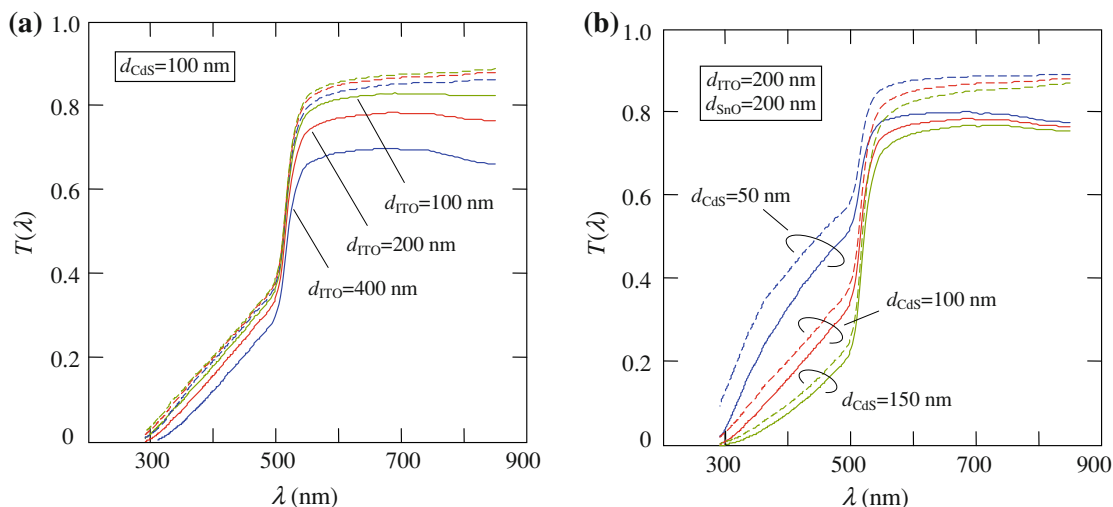 (a)
d_CdS=100 nm
T(λ)
1.0
0.8
0.6
0.4
0.2
0
d_ITO=100 nm
d_ITO=200 nm
d_ITO=400 nm
300 500 700 900
λ (nm)
(b)
d_ITO=200 nm
d_SnO=200 nm
T(λ)
1.0
0.8
0.6
0.4
0.2
0
d_CdS=50 nm
d_CdS=100 nm
d_CdS=150 nm
300 500 700 900
λ (nm)